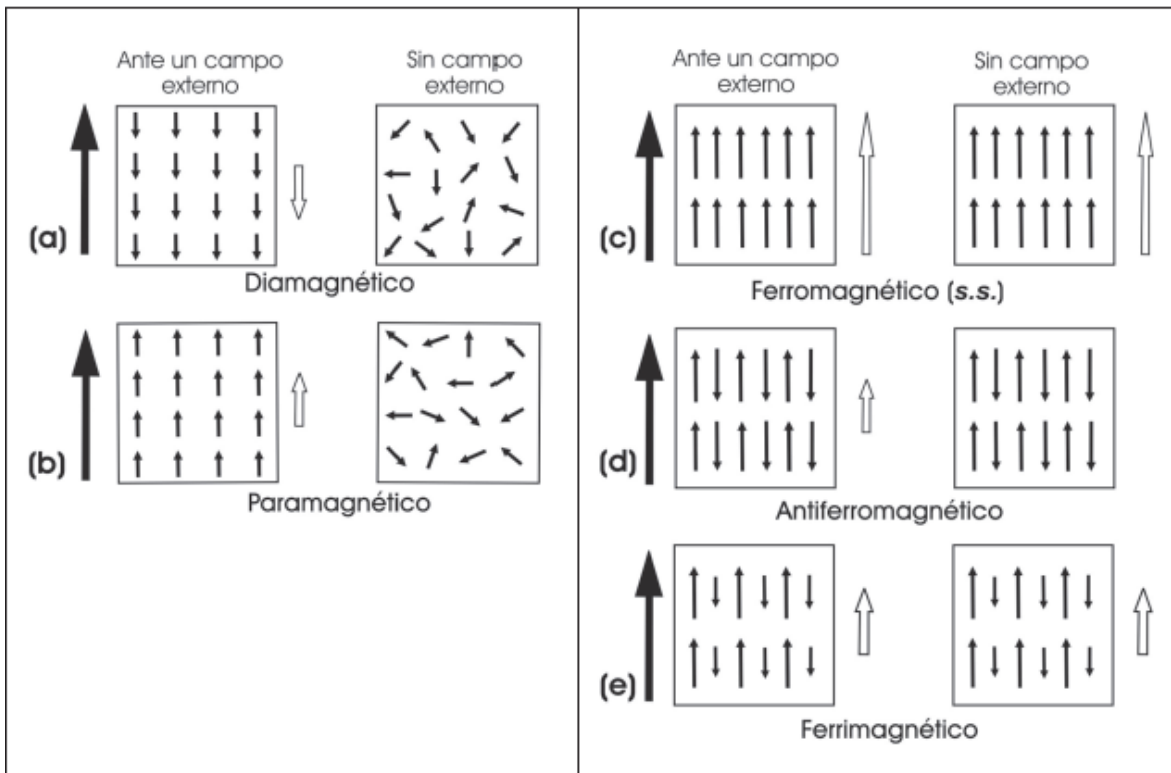 Ante un campo
externo
Sin campo
externo
(a)
Diamagnético
(b)
Paramagnético
Ante un campo
externo
Sin campo
externo
(c)
Ferromagnético (s.s.)
(d)
Antiferromagnético
(e)
Ferrimagnético